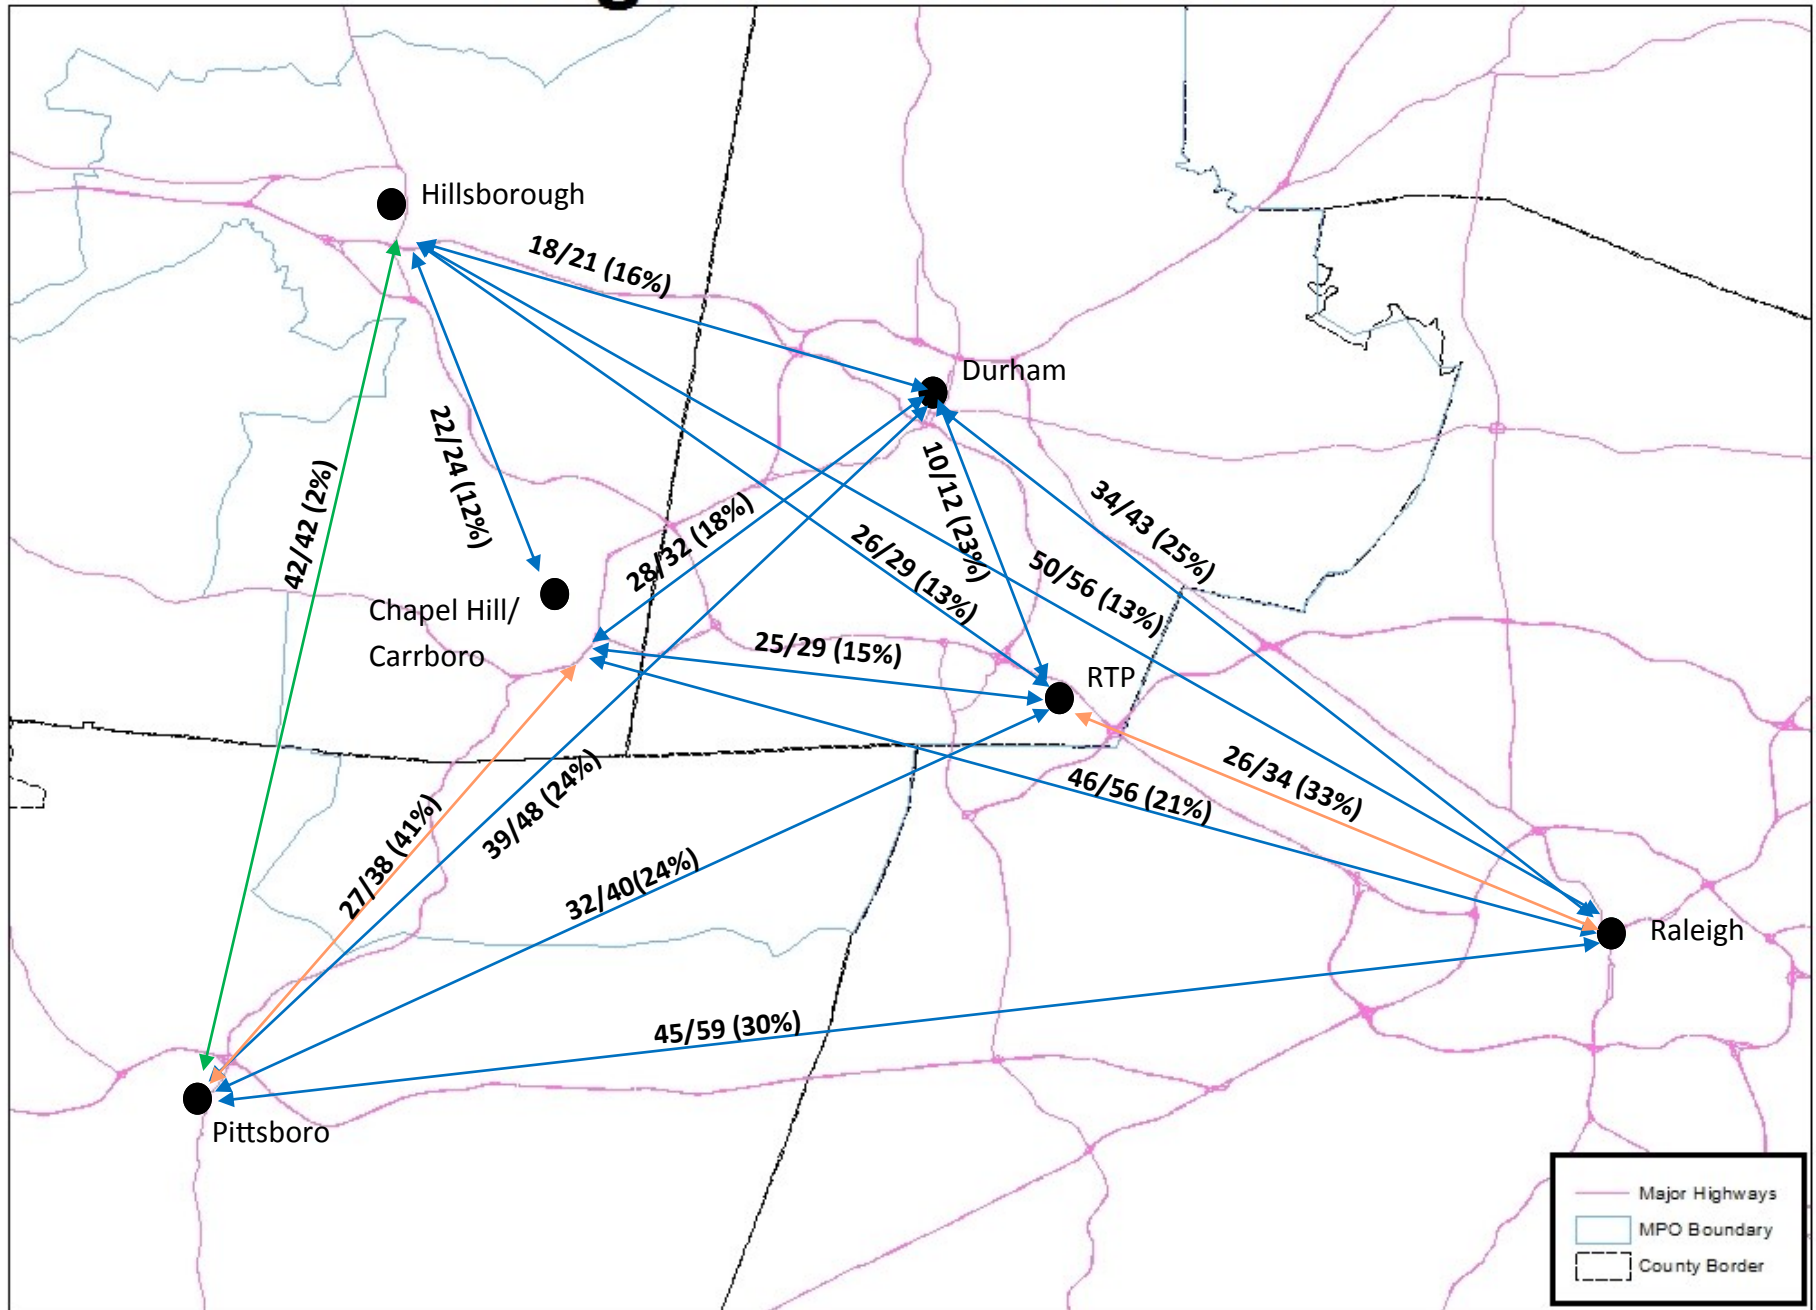 Hillsborough
18/21 (16%)
Durham
22/24 (12%)
42/42 (2%)
10/12 (23%)
34/43 (25%)
28/32 (18%)
26/29 (13%)
50/56 (13%)
Chapel Hill/
Carrboro
25/29 (15%)
RTP
26/34 (33%)
46/56 (21%)
39/48 (24%)
27/38 (41%)
32/40(24%)
Raleigh
45/59 (30%)
Pittsboro
Major Highways
MPO Boundary
County Border